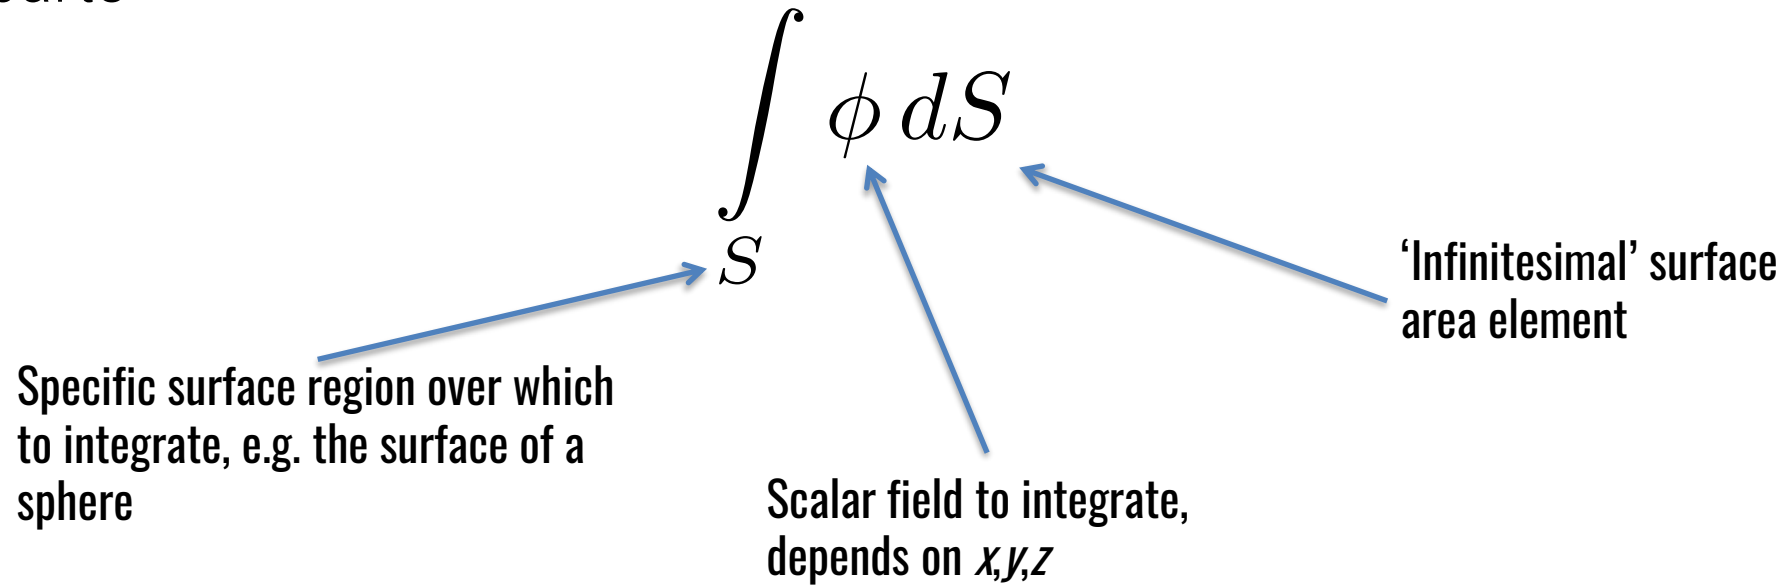 ∫ ϕ dS
S
'Infinitesimal' surface
area element
Specific surface region over which
to integrate, e.g. the surface of a
sphere
Scalar field to integrate,
depends on x,y,z